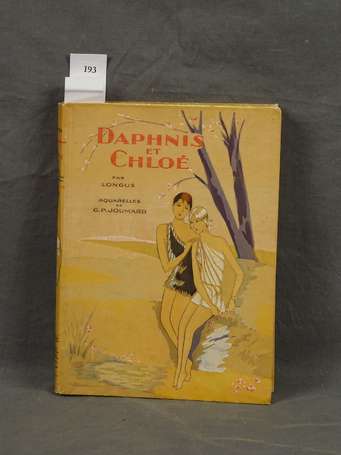 193
DAPHNIS
ET
CHLOÉ
PAR
LONGUS
AQUARELLES
DE
G.P.JOUMARD